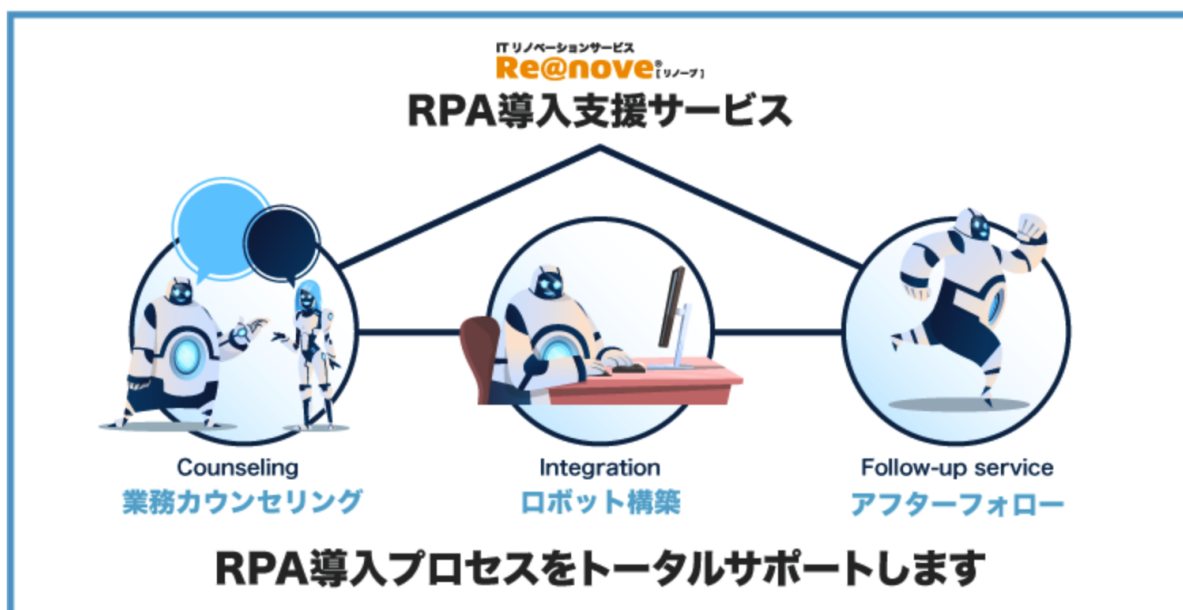 IT リノベーションサービス
Re@nove®[リノーブ]
RPA導入支援サービス
Counseling
業務カウンセリング
Integration
ロボット構築
Follow-up service
アフターフォロー
RPA導入プロセスをトータルサポートします